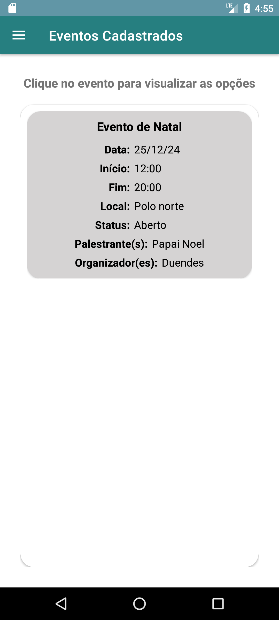 4:55
Eventos Cadastrados
Clique no evento para visualizar as opções
Evento de Natal
Data: 25/12/24
Início: 12:00
Fim: 20:00
Local: Polo norte
Status: Aberto
Palestrante(s): Papai Noel
Organizador(es): Duendes